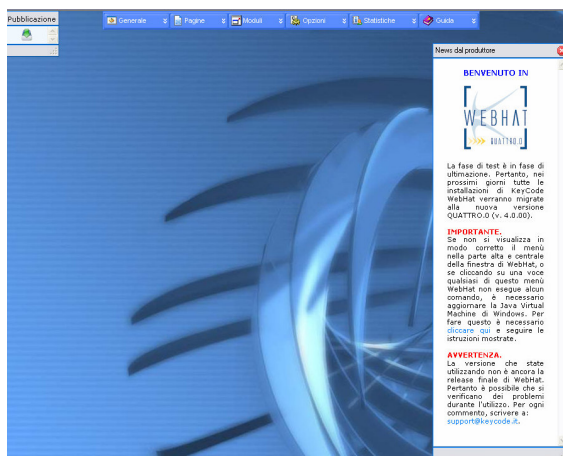 Pubblicazione
Generale
Pagine
Moduli
Opzioni
Statistiche
Guida
News dal produttore
BENVENUTO IN
WEBHAT
QUATTRO.0
La fase di test è in fase di
ultimazione. Pertanto, nei
prossimi giorni tutte le
installazioni di KeyCode
WebHat verranno migrate
alla nuova versione
QUATTRO.0 (v. 4.0.00).
IMPORTANTE.
Se non si visualizza in
modo corretto il menù
nella parte alta e centrale
della finestra di WebHat, o
se cliccando su una voce
qualsiasi di questo menù
WebHat non esegue alcun
comando, è necessario
aggiornare la Java Virtual
Machine di Windows. Per
fare questo è necessario
cliccare qui e seguire le
istruzioni mostrate.
AVVERTENZA.
La versione che state
utilizzando non è ancora la
release finale di WebHat.
Pertanto è possibile che si
verificano dei problemi
durante l'utilizzo. Per ogni
commento, scrivere a:
support@keycode.it.